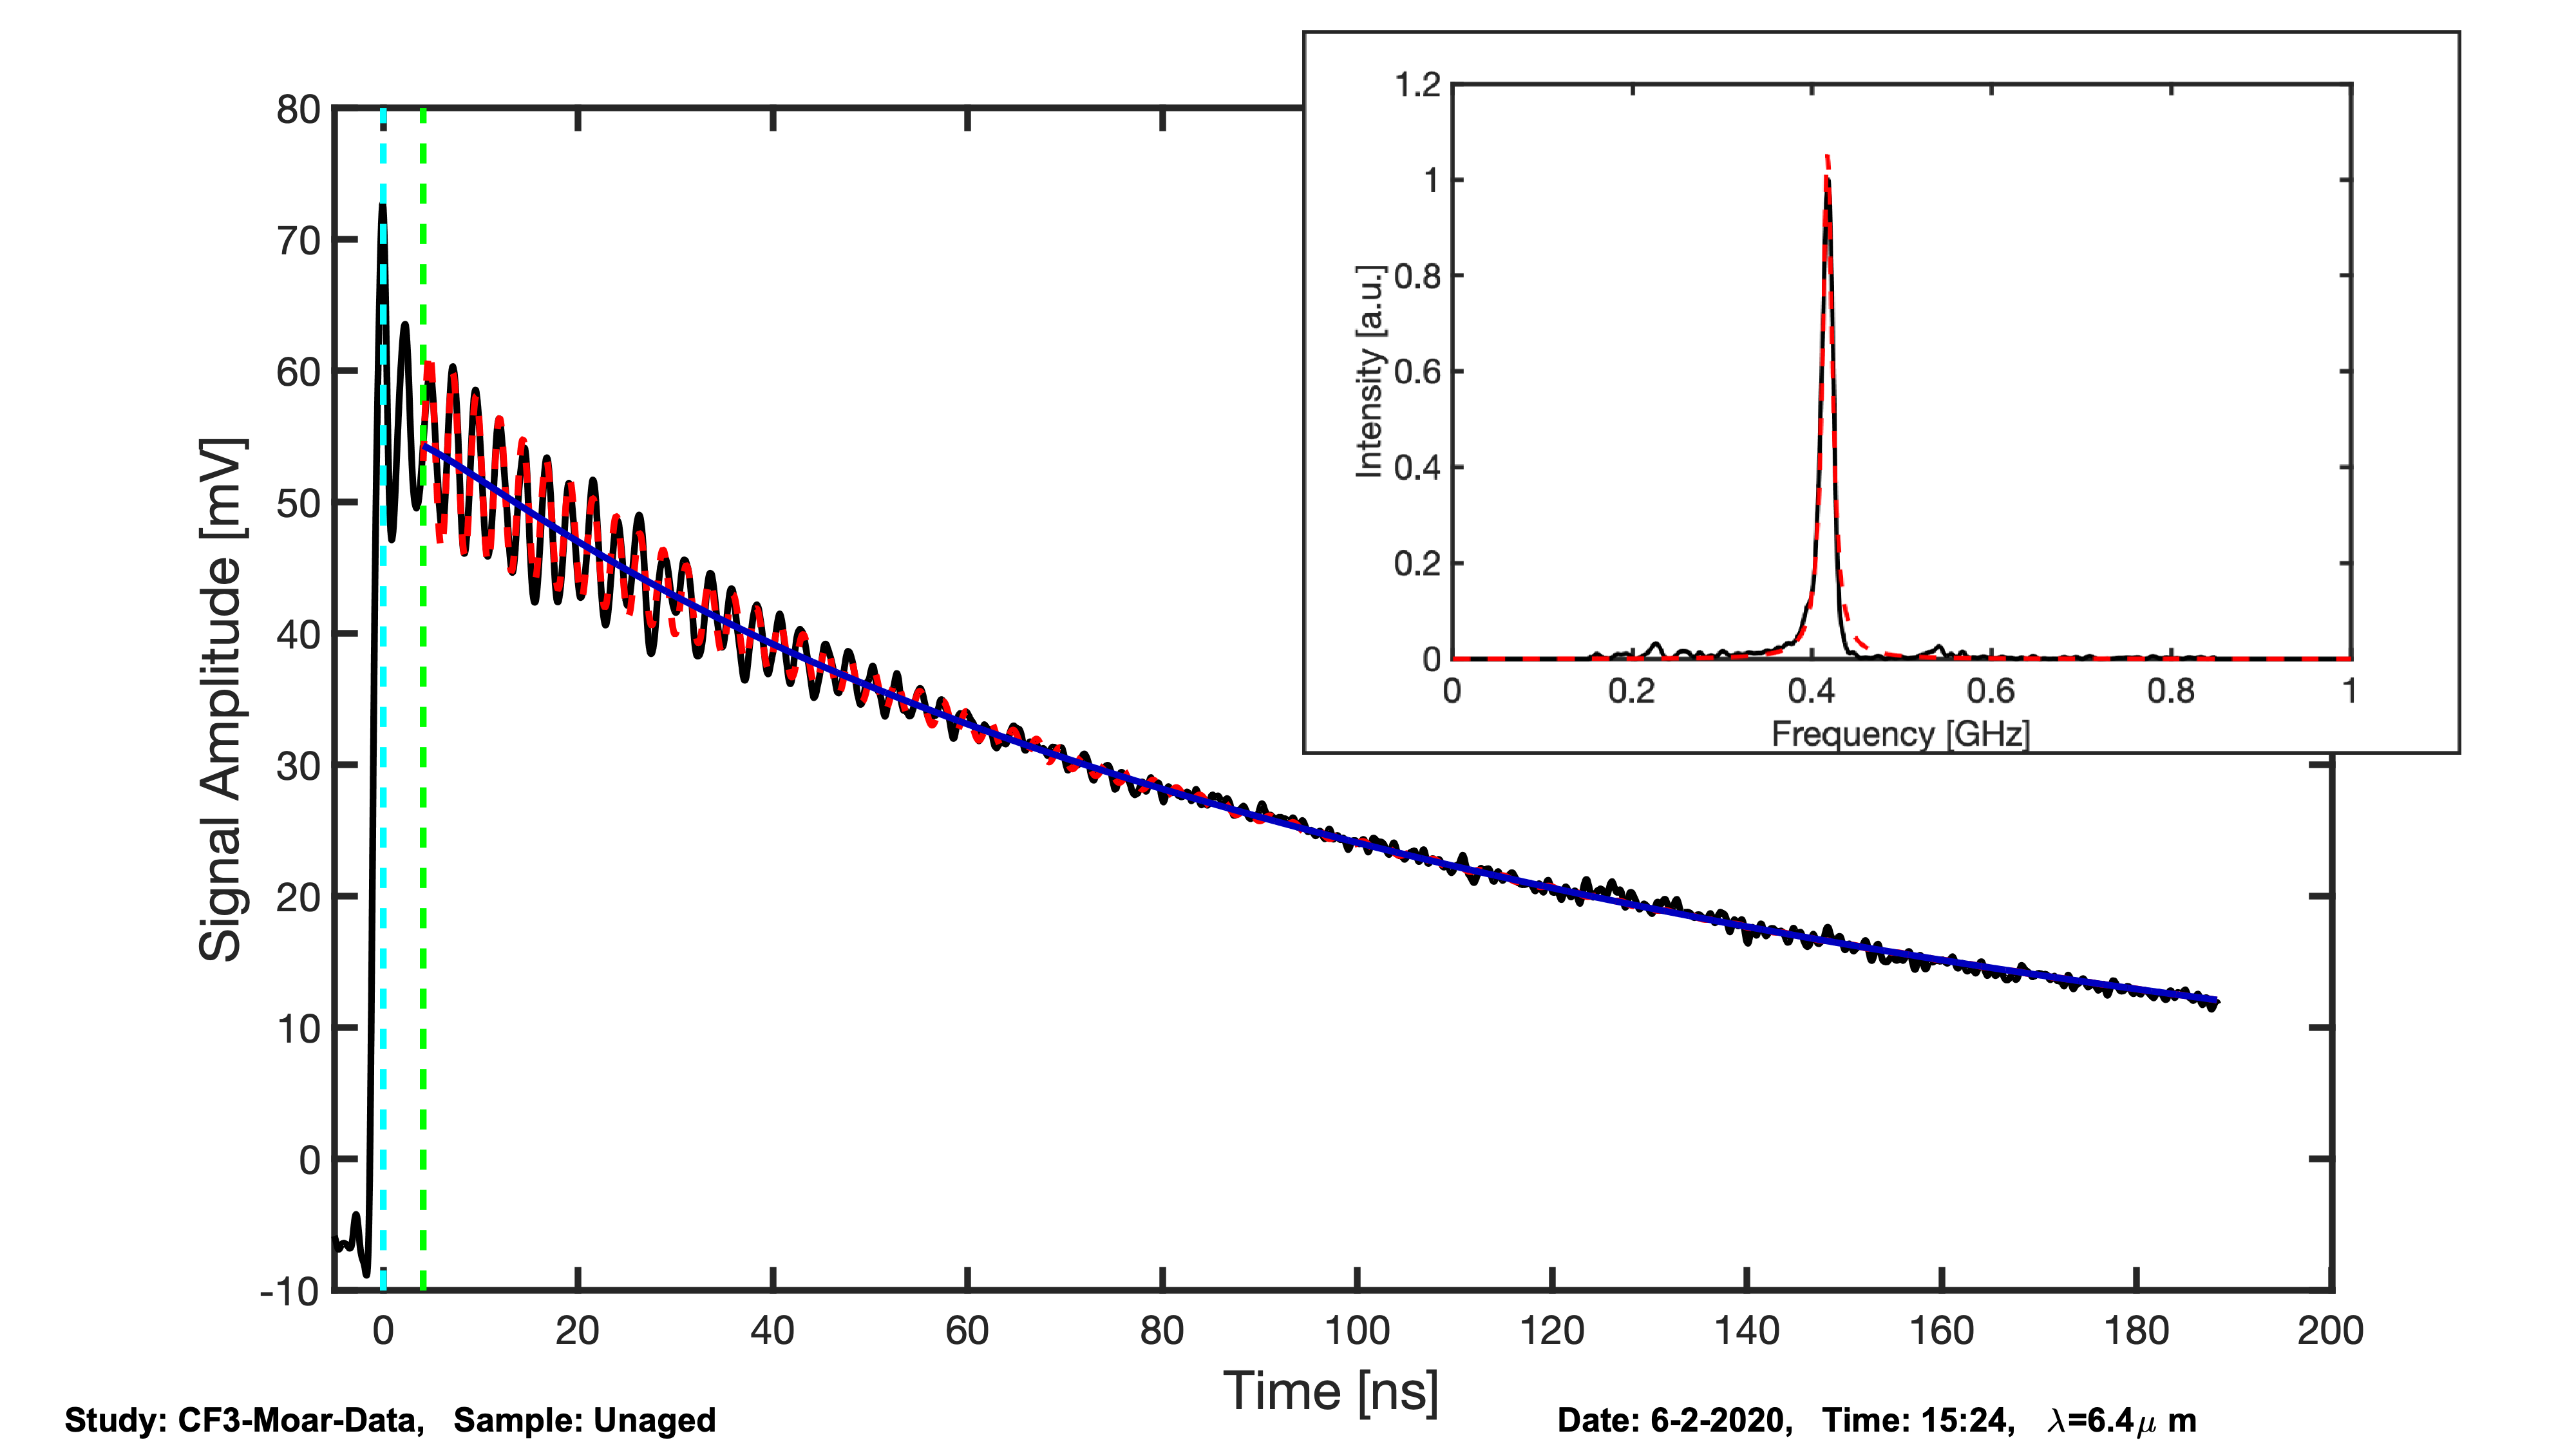 1.2
1
0.8
0.6
0.4
0.2
0
Intensity [a.u.]
0 0.2 0.4 0.6 0.8 1
Frequency [GHz]
80
70
60
50
40
30
20
10
0
-10
Signal Amplitude [mV]
0 20 40 60 80 100 120 140 160 180 200
Time [ns]
Study: CF3-Moar-Data, Sample: Unaged
Date: 6-2-2020, Time: 15:24, λ=6.4μ m